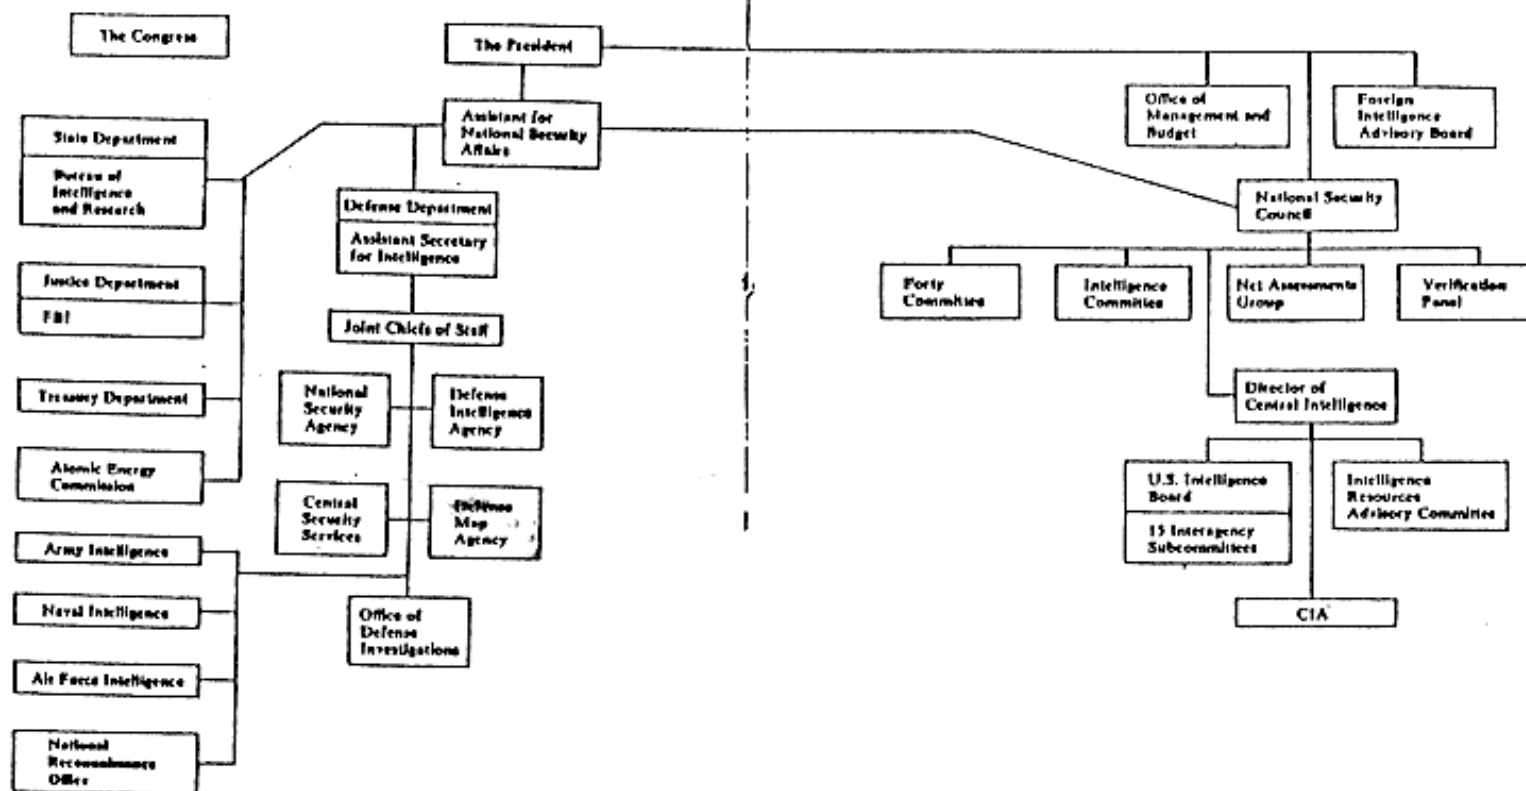 The Congress
The President
Assistant for
National Security
Affairs
Office of
Management and
Budget
Foreign
Intelligence
Advisory Board
State Department
Bureau of
Intelligence
and Research
Defense Department
Assistant Secretary
for Intelligence
National Security
Council
Justice Department
FBI
Forty
Committee
Intelligence
Committee
Net Assessments
Group
Verification
Panel
Joint Chiefs of Staff
Treasury Department
National
Security
Agency
Defense
Intelligence
Agency
Director of
Central Intelligence
Atomic Energy
Commission
Central
Security
Services
Defense
Map
Agency
U.S. Intelligence
Board
15 Interagency
Subcommittees
Intelligence
Resources
Advisory Committee
Army Intelligence
Naval Intelligence
Air Force Intelligence
National
Reconnaissance
Office
Office of
Defense
Investigations
CIA